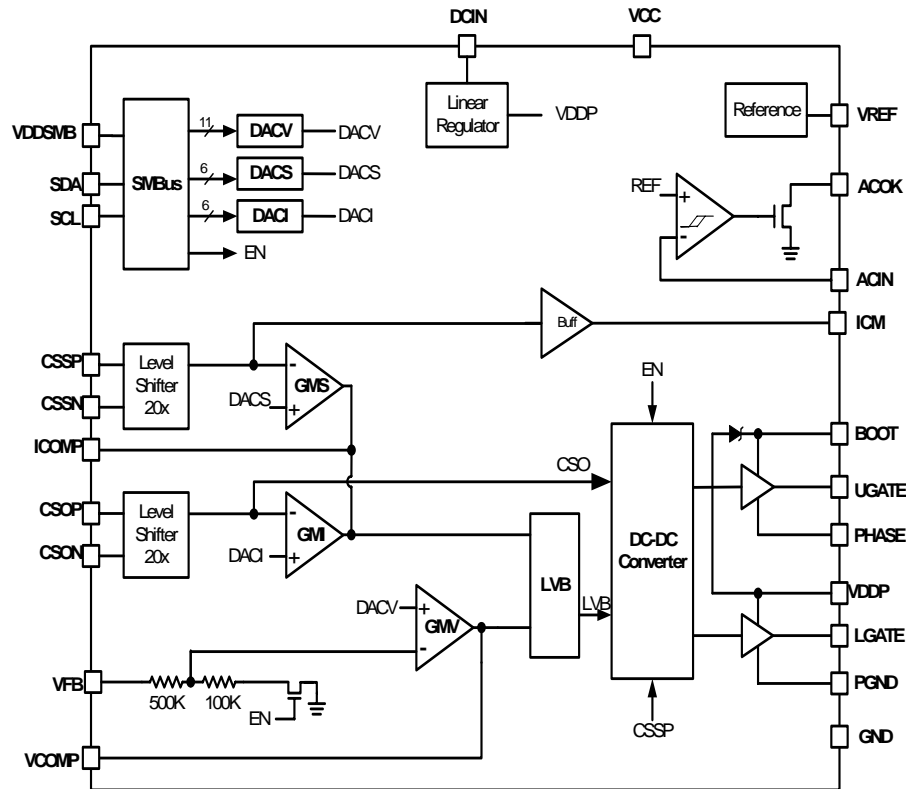 DCIN
VCC
VDDSMB
SDA
SCL
SMBus
11
DACV
DACV
6
DACS
DACS
6
DACI
DACI
EN
Linear
Regulator
VDDP
Reference
VREF
REF
+
-
ACOK
ACIN
Buff
ICM
CSSP
CSSN
Level
Shifter
20x
-
GMS
DACS
+
ICOMP
CSOP
CSON
Level
Shifter
20x
-
GMI
DACI
+
CSO
EN
DC-DC
Converter
CSSP
LVB
LVB
DACV
+
GMV
-
VFB
500K
100K
EN
VCOMP
BOOT
UGATE
PHASE
VDDP
LGATE
PGND
GND